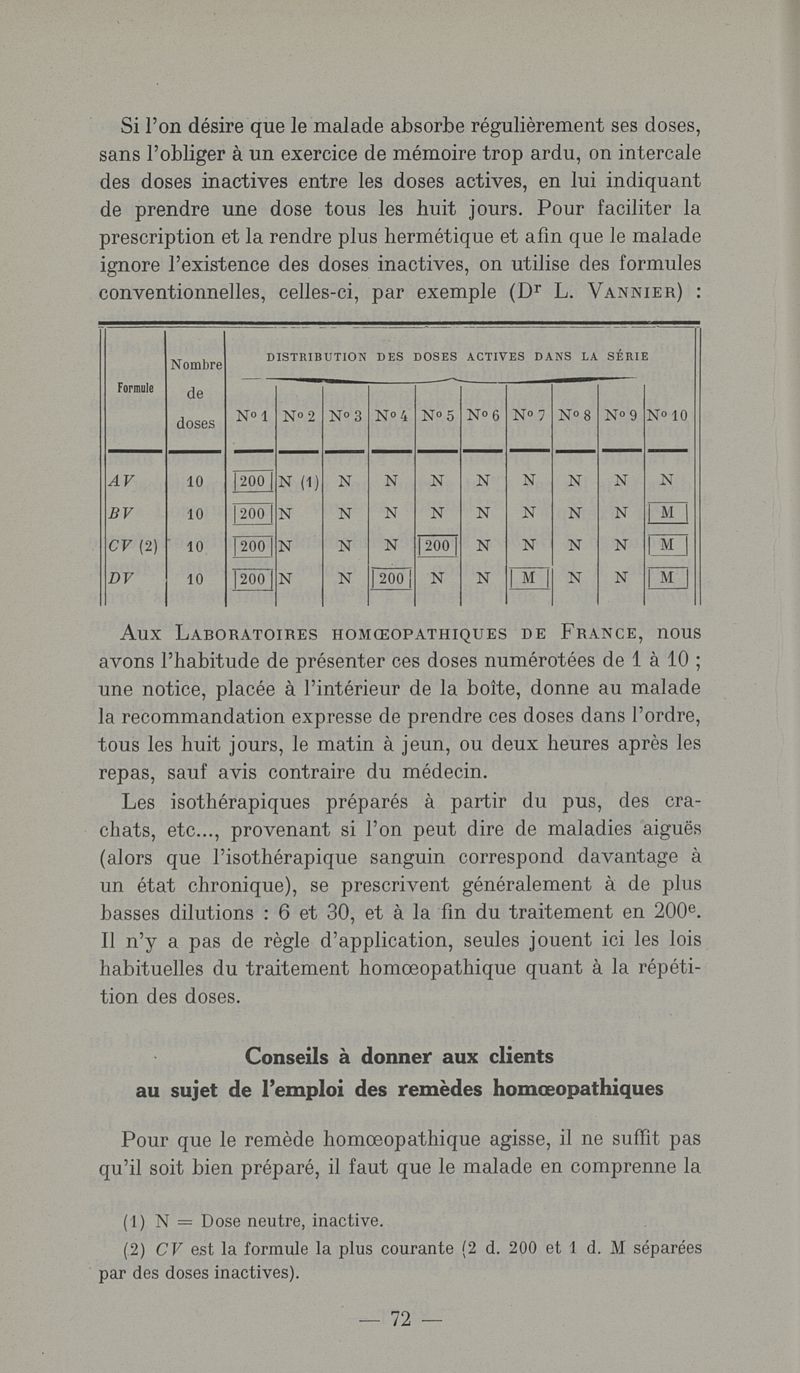 Si l'on désire que le malade absorbe régulièrement ses doses,
sans l'obliger à un exercice de mémoire trop ardu, on intercale
des doses inactives entre les doses actives, en lui indiquant
de prendre une dose tous les huit jours. Pour faciliter la
prescription et la rendre plus hermétique et afin que le malade
ignore l'existence des doses inactives, on utilise des formules
conventionnelles, celles-ci, par exemple (Dr L. VANNIER) :
Formule Nombre de doses DISTRIBUTION DES DOSES ACTIVES DANS LA SÉRIE
No 1 No 2 No 3 No 4 No 5 No 6 No 7 No 8 No 9 No 10
AV 10 200 N (1) N N N N N N N N
BV 10 200 N N N N N N N N M
CV (2) 10 200 N N N 200 N N N N M
DV 10 200 N N 200 N N M N N M
AUX LABORATOIRES HOMŒOPATHIQUES DE FRANCE, nous
avons l'habitude de présenter ces doses numérotées de 1 à 10 ;
une notice, placée à l'intérieur de la boîte, donne au malade
la recommandation expresse de prendre ces doses dans l'ordre,
tous les huit jours, le matin à jeun, ou deux heures après les
repas, sauf avis contraire du médecin.
Les isothérapiques préparés à partir du pus, des cra-
chats, etc..., provenant si l'on peut dire de maladies aiguës
(alors que l'isothérapique sanguin correspond davantage à
un état chronique), se prescrivent généralement à de plus
basses dilutions : 6 et 30, et à la fin du traitement en 200e.
Il n'y a pas de règle d'application, seules jouent ici les lois
habituelles du traitement homœopathique quant à la répéti-
tion des doses.
Conseils à donner aux clients
au sujet de l'emploi des remèdes homœopathiques
Pour que le remède homœopathique agisse, il ne suffit pas
qu'il soit bien préparé, il faut que le malade en comprenne la
(1) N = Dose neutre, inactive.
(2) CV est la formule la plus courante (2 d. 200 et 1 d. M séparées
par des doses inactives).
— 72 —